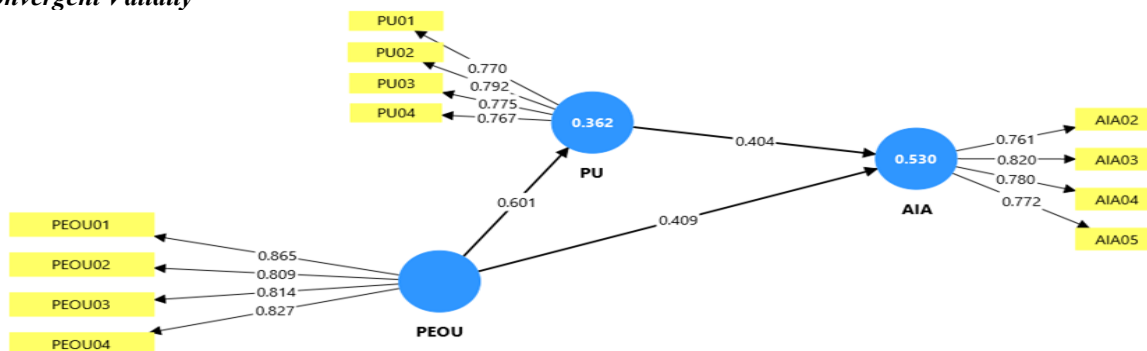 onvergent Validity
PU01
PU02
PU03
PU04
0.770
0.792
0.775
0.767
0.362
PU
0.404
AIA02
AIA03
AIA04
AIA05
0.761
0.820
0.780
0.772
0.530
AIA
0.601
0.409
PEOU01
PEOU02
PEOU03
PEOU04
0.865
0.809
0.814
0.827
PEOU